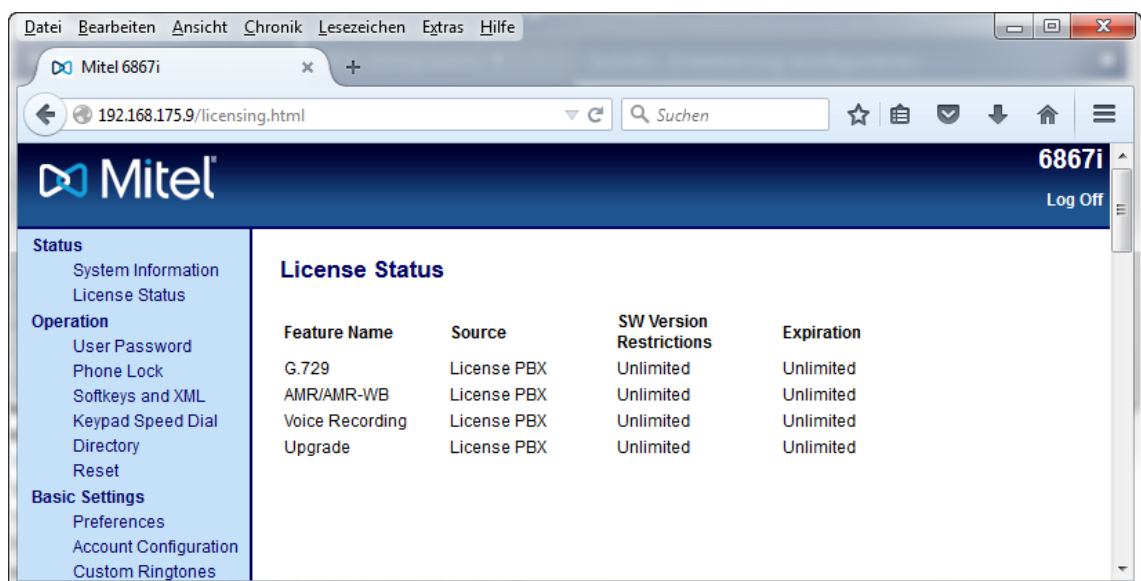 Datei Bearbeiten Ansicht Chronik Lesezeichen Extras Hilfe
Mitel 6867i
192.168.175.9/licensing.html
Suchen
Mitel
6867i
Log Off
Status
System Information
License Status
Operation
User Password
Phone Lock
Softkeys and XML
Keypad Speed Dial
Directory
Reset
Basic Settings
Preferences
Account Configuration
Custom Ringtones
License Status
Feature Name Source SW Version Restrictions Expiration
G.729 License PBX Unlimited Unlimited
AMR/AMR-WB License PBX Unlimited Unlimited
Voice Recording License PBX Unlimited Unlimited
Upgrade License PBX Unlimited Unlimited